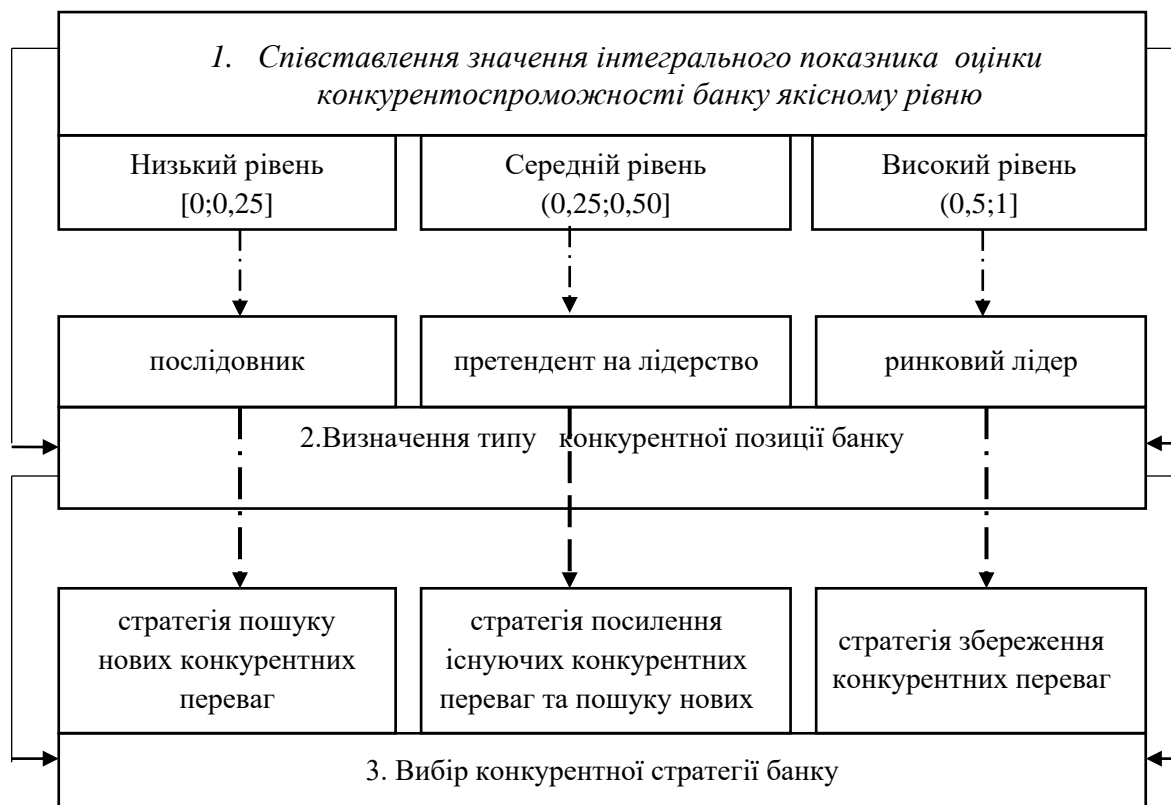 1. Співставлення значення інтегрального показника оцінки
конкурентоспроможності банку якісному рівню
Низький рівень
[0;0,25]
Середній рівень
(0,25;0,50]
Високий рівень
(0,5;1]
послідовник
претендент на лідерство
ринковий лідер
2.Визначення типу конкурентної позиції банку
стратегія пошуку
нових конкурентних
переваг
стратегія посилення
існуючих конкурентних
переваг та пошуку нових
стратегія збереження
конкурентних переваг
3. Вибір конкурентної стратегії банку